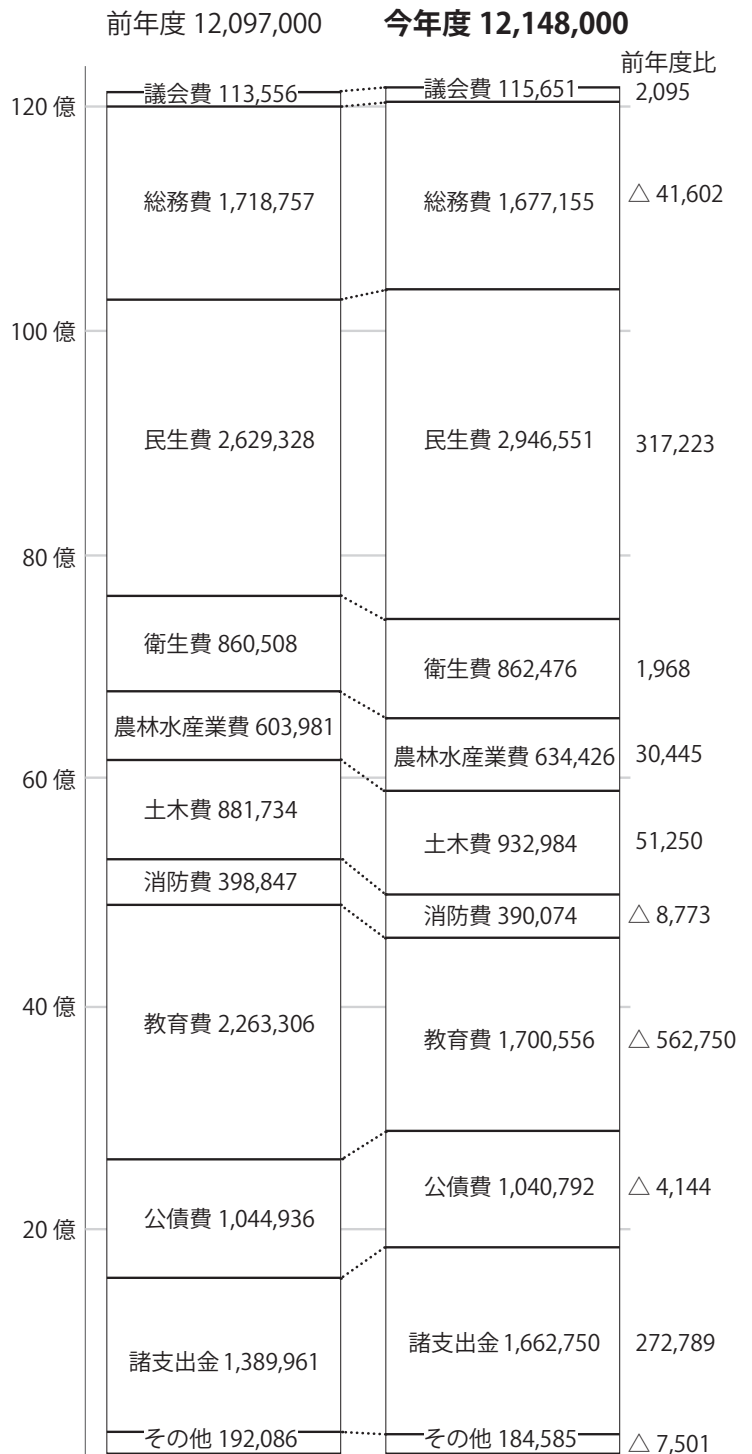 前年度 12,097,000 今年度 12,148,000
前年度比
120 億
議会費 113,556 議会費 115,651 2,095
総務費 1,718,757 総務費 1,677,155 △ 41,602
100 億
民生費 2,629,328 民生費 2,946,551 317,223
80 億
衛生費 860,508 衛生費 862,476 1,968
農林水産業費 603,981 農林水産業費 634,426 30,445
60 億
土木費 881,734 土木費 932,984 51,250
消防費 398,847 消防費 390,074 △ 8,773
40 億
教育費 2,263,306 教育費 1,700,556 △ 562,750
公債費 1,044,936 公債費 1,040,792 △ 4,144
20 億
諸支出金 1,389,961 諸支出金 1,662,750 272,789
その他 192,086 その他 184,585 △ 7,501